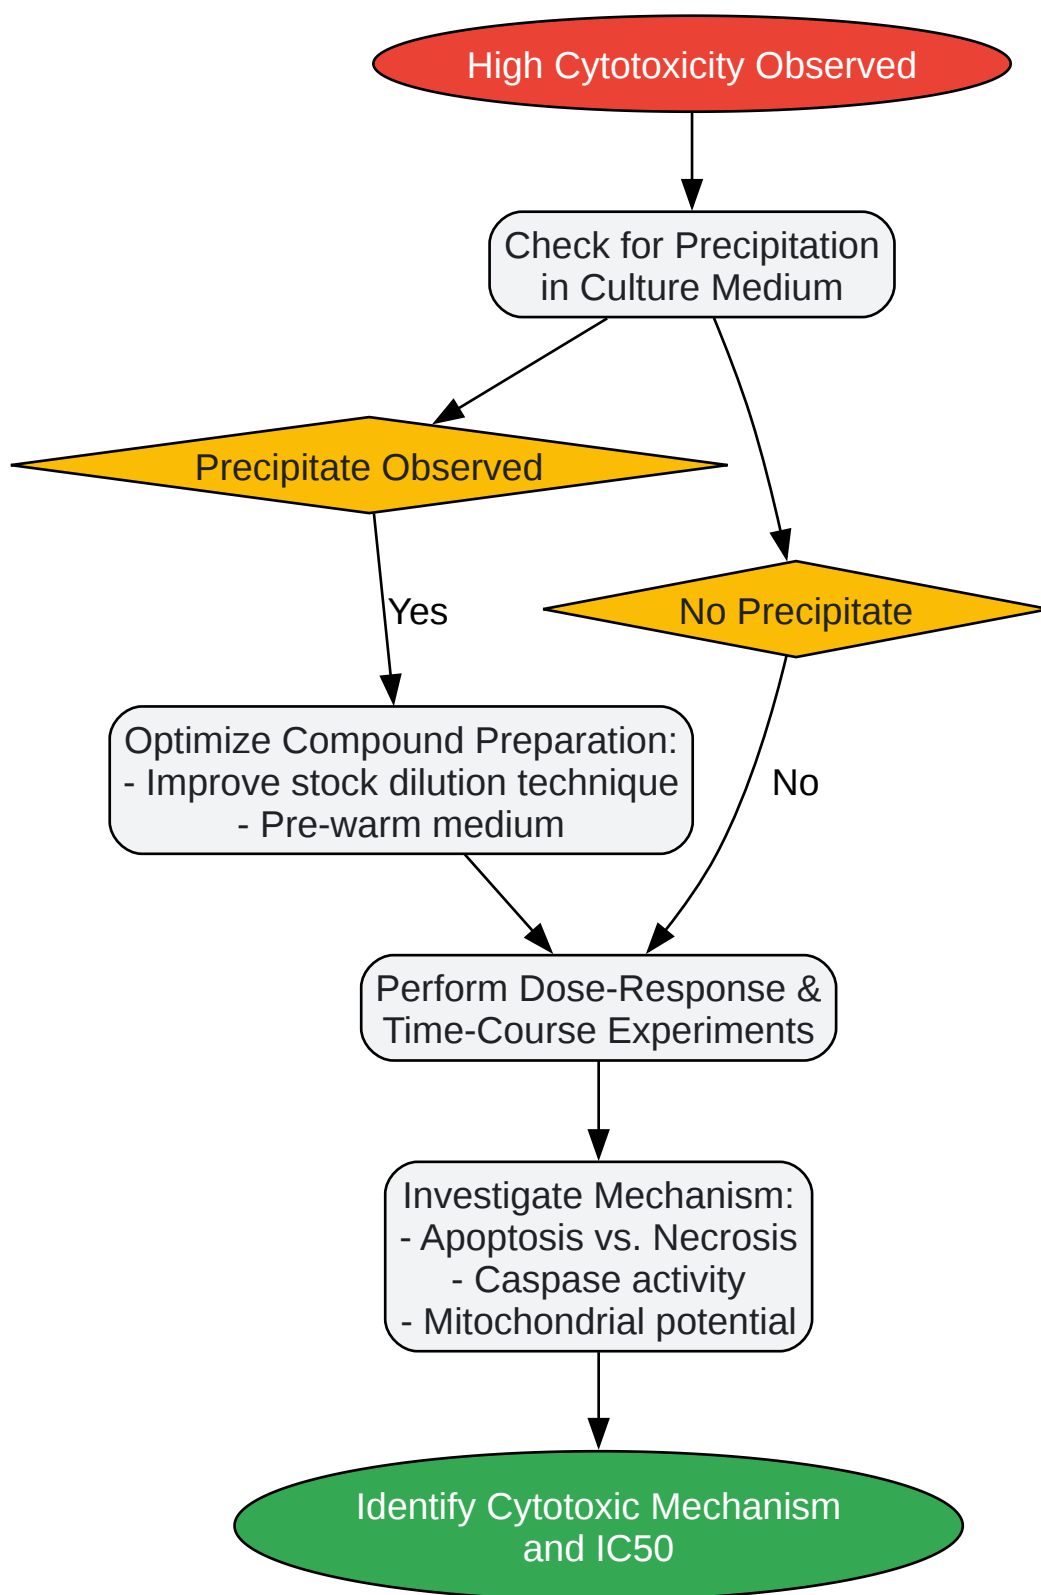 High Cytotoxicity Observed
Check for Precipitation
in Culture Medium
Precipitate Observed
Yes
No Precipitate
Optimize Compound Preparation:
- Improve stock dilution technique
- Pre-warm medium
No
Perform Dose-Response &
Time-Course Experiments
Investigate Mechanism:
- Apoptosis vs. Necrosis
- Caspase activity
- Mitochondrial potential
Identify Cytotoxic Mechanism
and IC50